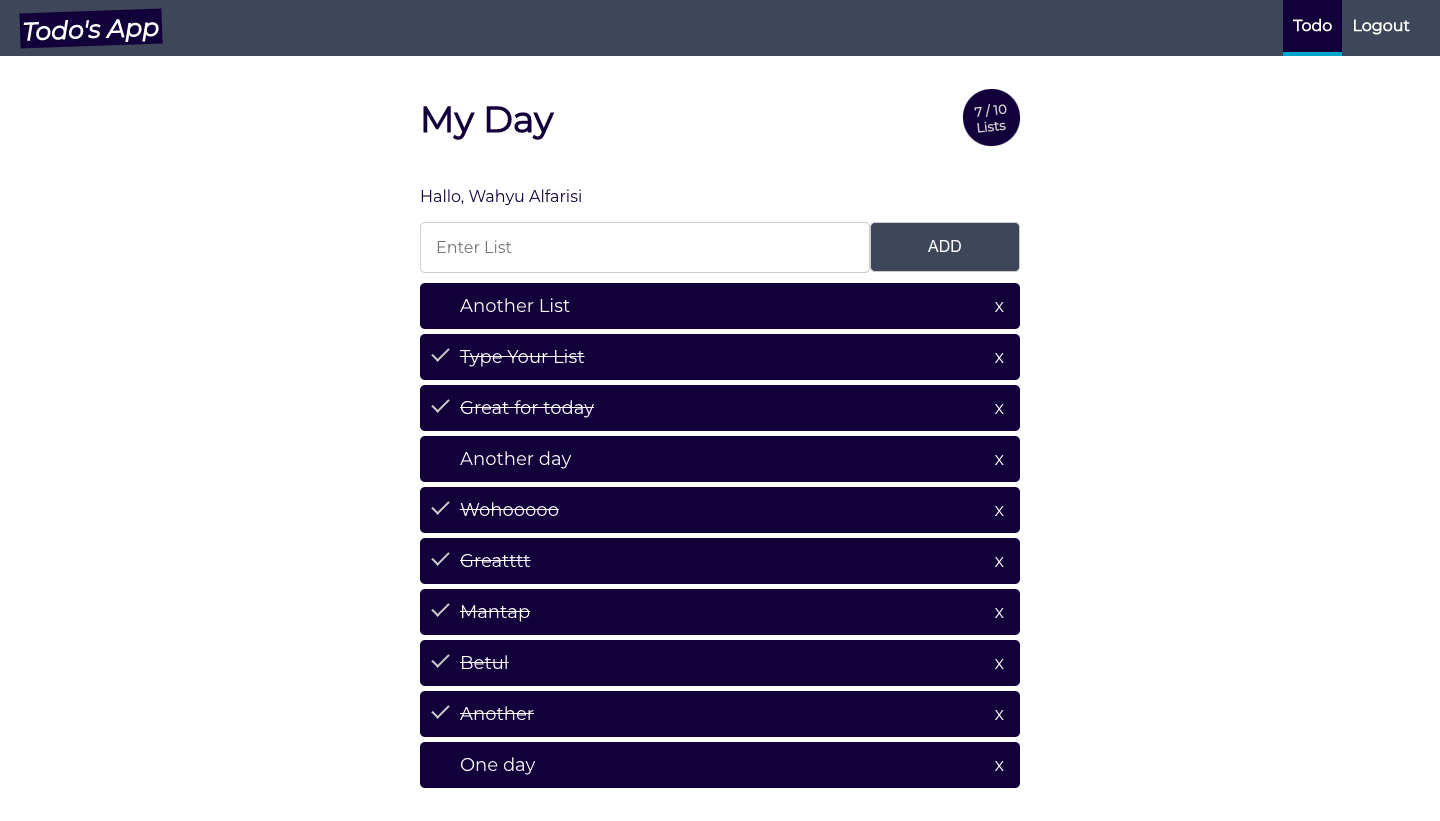 Todo's App
Todo Logout
My Day
7 / 10
Lists
Hallo, Wahyu Alfarisi
Enter List ADD
Another List x
Type Your List x
Great for today x
Another day x
Wohooooo x
Greatttt x
Mantap x
Betul x
Another x
One day x